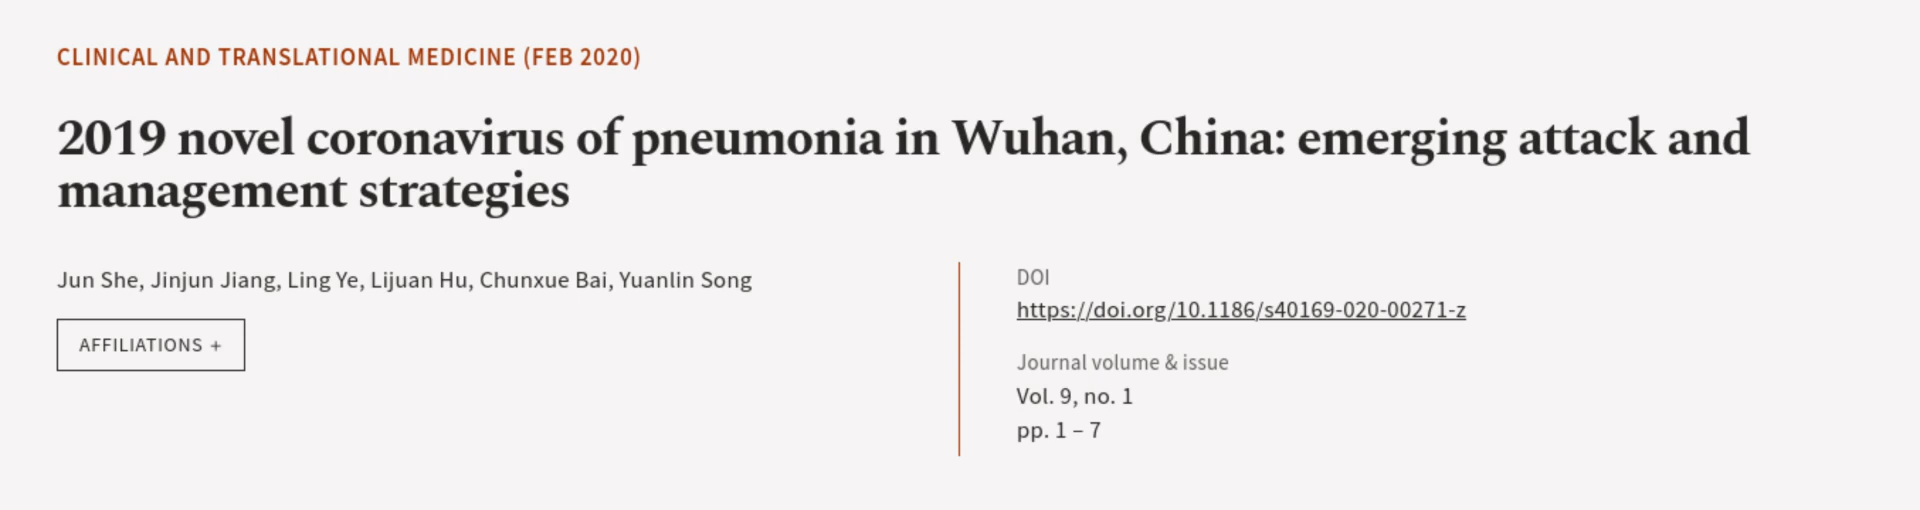 CLINICAL AND TRANSLATIONAL MEDICINE (FEB 2020)
2019 novel coronavirus of pneumonia in Wuhan, China: emerging attack and
management strategies
Jun She, Jinjun Jiang, Ling Ye, Lijuan Hu, Chunxue Bai, Yuanlin Song
AFFILIATIONS +
DOI
https://doi.org/10.1186/s40169-020-00271-z
Journal volume & issue
Vol. 9, no. 1
pp. 1 – 7